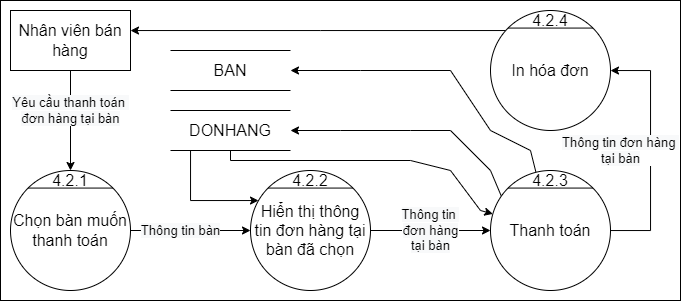 Nhân viên bán
hàng
4.2.4
In hóa đơn
BAN
Yêu cầu thanh toán
đơn hàng tại bàn
DONHANG
Thông tin đơn hàng
tại bàn
4.2.1
Chọn bàn muốn
thanh toán
Thông tin bàn
4.2.2
Hiển thị thông
tin đơn hàng tại
bàn đã chọn
Thông tin
đơn hàng
tại bàn
4.2.3
Thanh toán